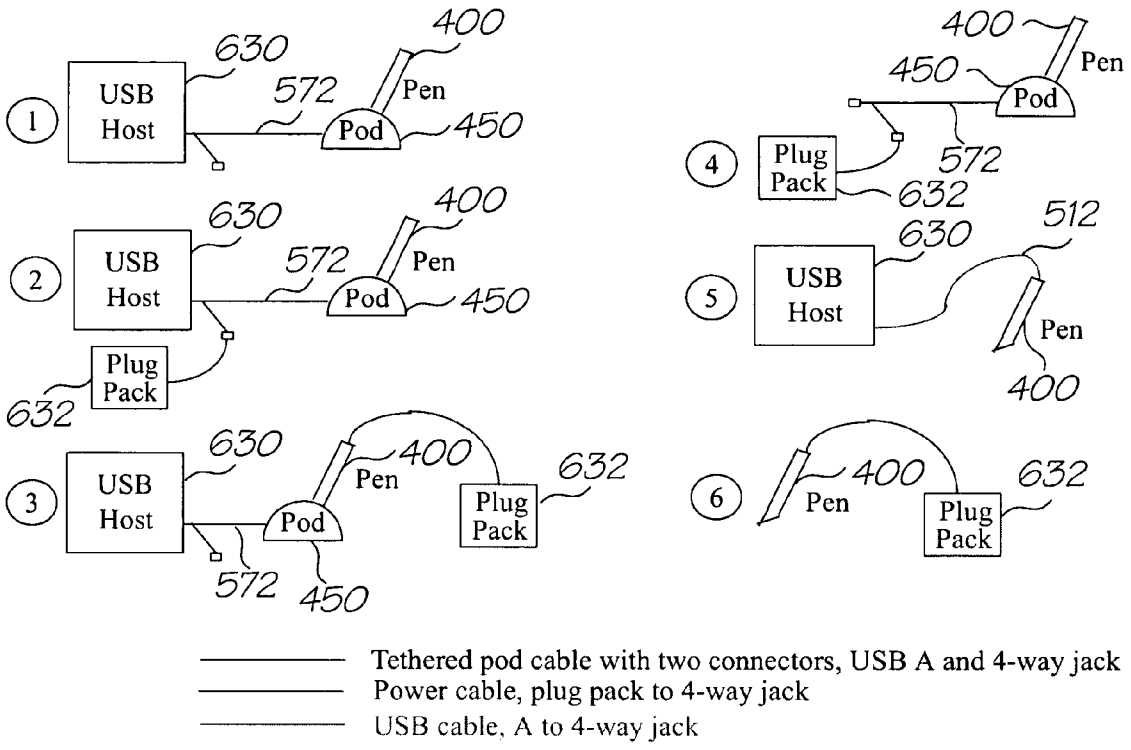 1
USB
Host
630
572
Pod
400
Pen
450
2
USB
Host
630
572
Pod
400
Pen
450
Plug
Pack
632
3
USB
Host
630
572
Pod
450
400
Pen
Plug
Pack
632
4
Plug
Pack
632
572
450
Pod
400
Pen
5
USB
Host
630
512
Pen
400
6
400
Pen
Plug
Pack
632
Tethered pod cable with two connectors, USB A and 4-way jack
Power cable, plug pack to 4-way jack
USB cable, A to 4-way jack